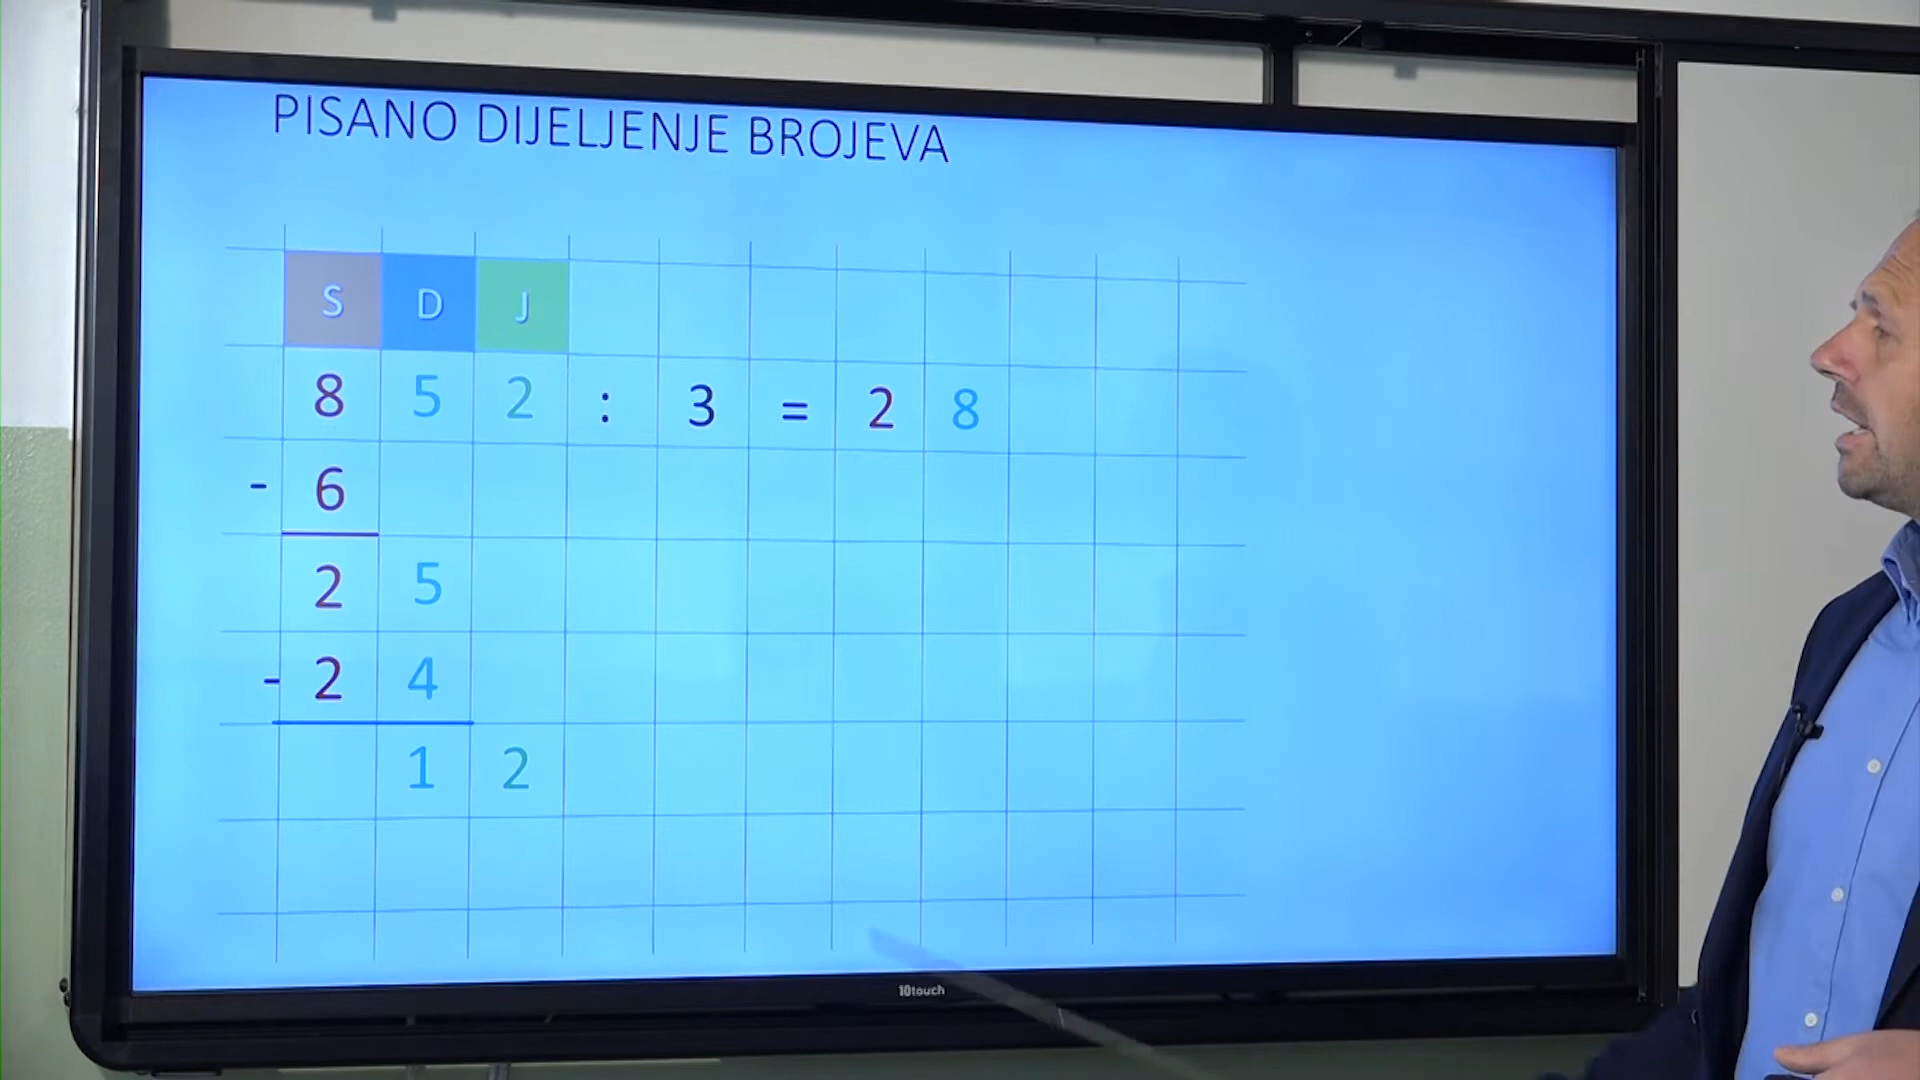 PISANO DIJELJENJE BROJEVA
S D J
8 5 2 : 3 = 2 8
- 6
2 5
- 2 4
1 2
10touch